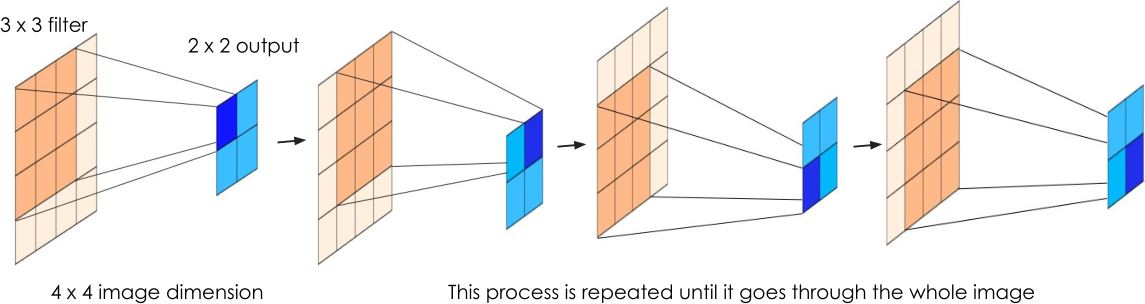 3 x 3 filter
2 x 2 output
4 x 4 image dimension
This process is repeated until it goes through the whole image